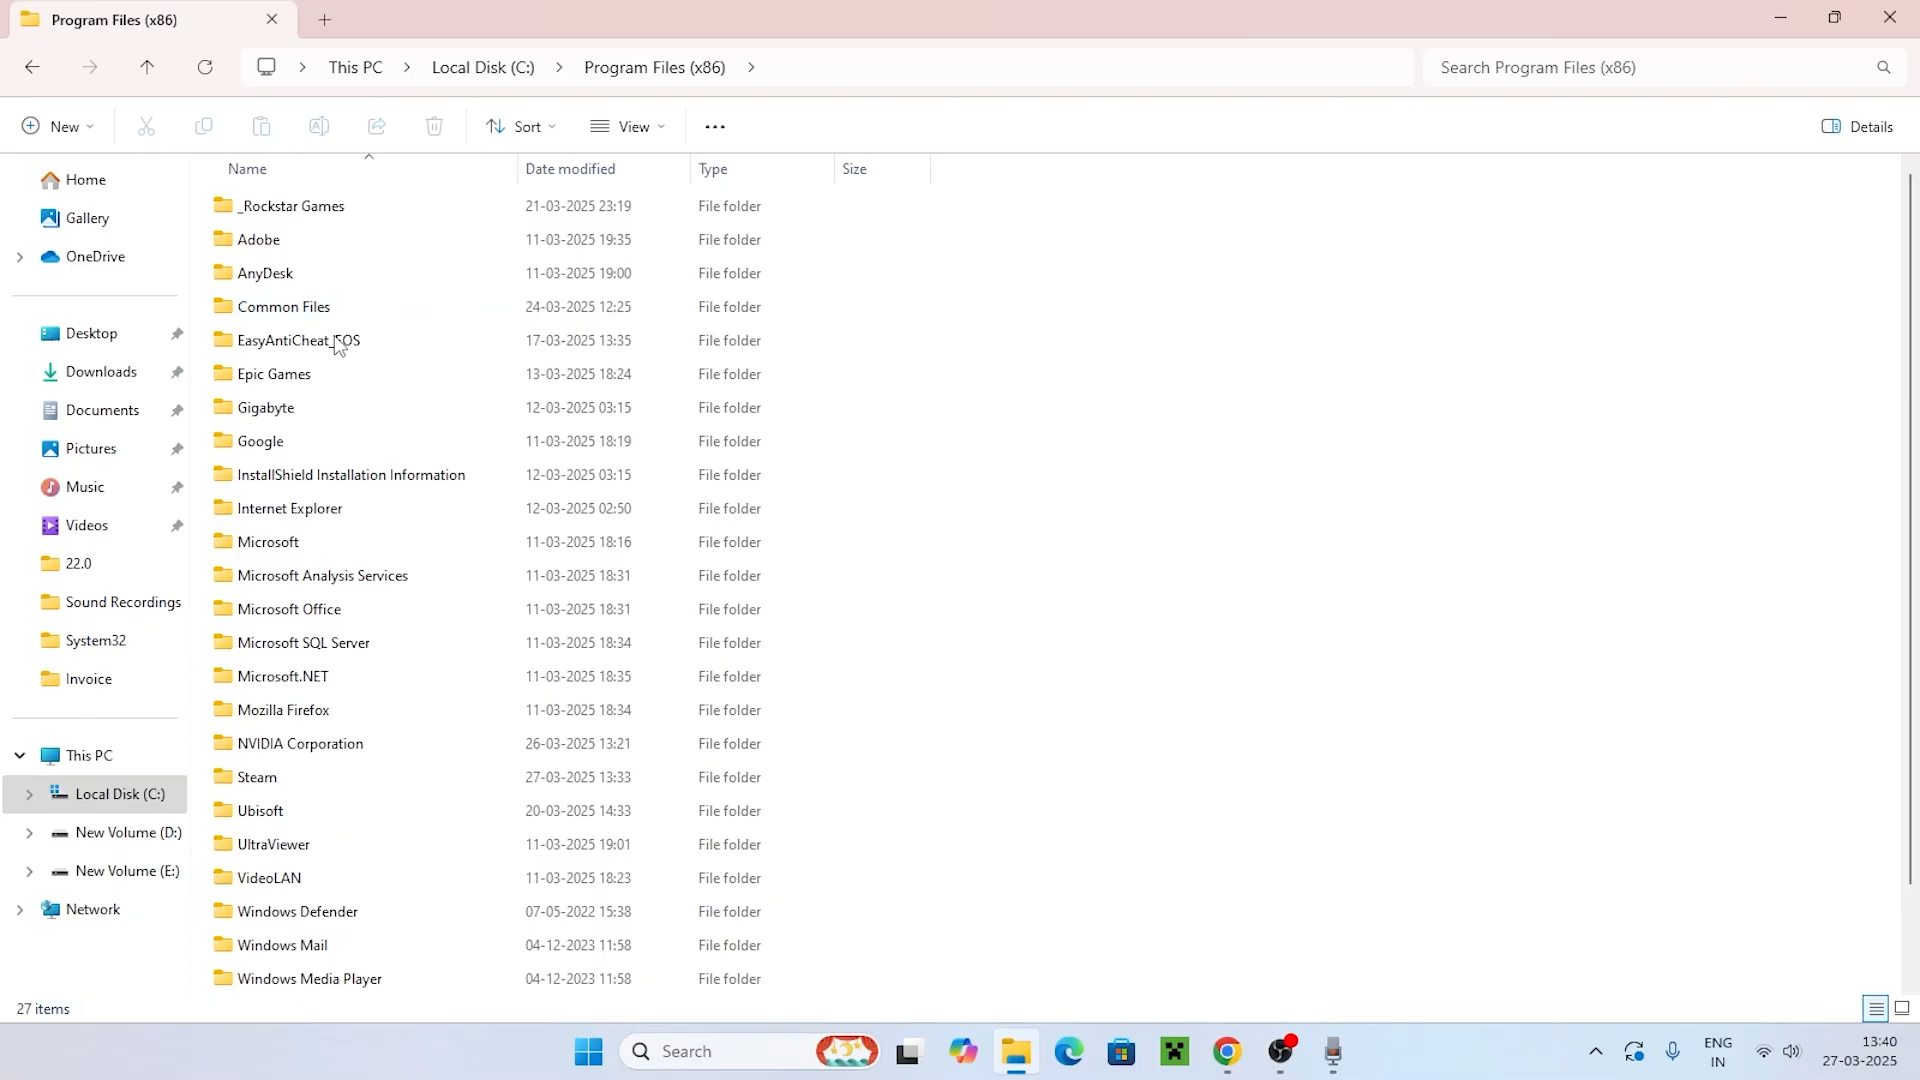 Program Files (x86)
This PC > Local Disk (C:) > Program Files (x86) >
Search Program Files (x86)
New
Sort
View
Details
Name Date modified Type Size
Home
Gallery
OneDrive
Desktop
Downloads
Documents
Pictures
Music
Videos
22.0
Sound Recordings
System32
Invoice
This PC
Local Disk (C:)
New Volume (D:)
New Volume (E:)
Network
_Rockstar Games 21-03-2025 23:19 File folder
Adobe 11-03-2025 19:35 File folder
AnyDesk 11-03-2025 19:00 File folder
Common Files 24-03-2025 12:25 File folder
EasyAntiCheat_EOS 17-03-2025 13:35 File folder
Epic Games 13-03-2025 18:24 File folder
Gigabyte 12-03-2025 03:15 File folder
Google 11-03-2025 18:19 File folder
InstallShield Installation Information 12-03-2025 03:15 File folder
Internet Explorer 12-03-2025 02:50 File folder
Microsoft 11-03-2025 18:16 File folder
Microsoft Analysis Services 11-03-2025 18:31 File folder
Microsoft Office 11-03-2025 18:31 File folder
Microsoft SQL Server 11-03-2025 18:34 File folder
Microsoft.NET 11-03-2025 18:35 File folder
Mozilla Firefox 11-03-2025 18:34 File folder
NVIDIA Corporation 26-03-2025 13:21 File folder
Steam 27-03-2025 13:33 File folder
Ubisoft 20-03-2025 14:33 File folder
UltraViewer 11-03-2025 19:01 File folder
VideoLAN 11-03-2025 18:23 File folder
Windows Defender 07-05-2022 15:38 File folder
Windows Mail 04-12-2023 11:58 File folder
Windows Media Player 04-12-2023 11:58 File folder
27 items
Search
ENG
IN
13:40
27-03-2025